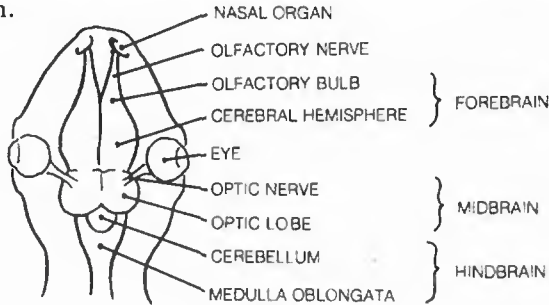 n.
NASAL ORGAN
OLFACTORY NERVE
OLFACTORY BULB
CEREBRAL HEMISPHERE
FOREBRAIN
EYE
OPTIC NERVE
OPTIC LOBE
MIDBRAIN
CEREBELLUM
MEDULLA OBLONGATA
HINDBRAIN